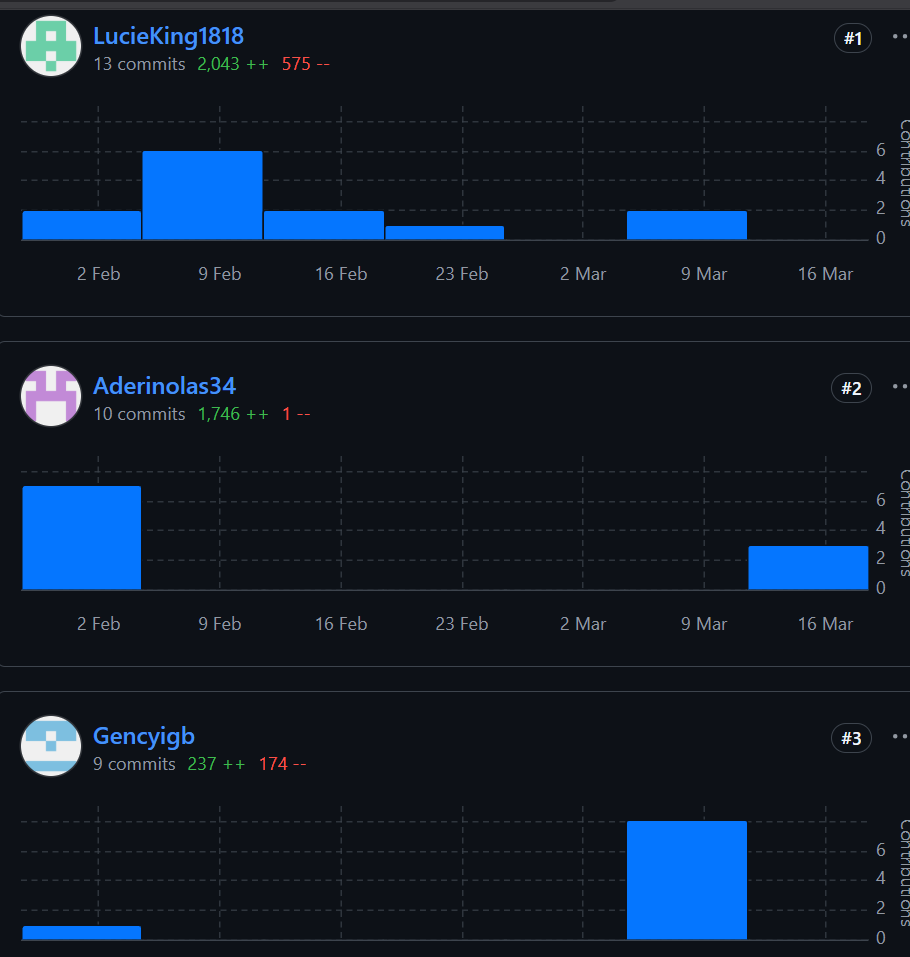 LucieKing1818
#1
13 commits 2,043 ++ 575 --
6
4
2
0
Contributions
2 Feb 9 Feb 16 Feb 23 Feb 2 Mar 9 Mar 16 Mar
Aderinolas34
#2
10 commits 1,746 ++ 1 --
6
4
2
0
Contributions
2 Feb 9 Feb 16 Feb 23 Feb 2 Mar 9 Mar 16 Mar
Gencyigb
#3
9 commits 237 ++ 174 --
6
4
2
0
Contributions